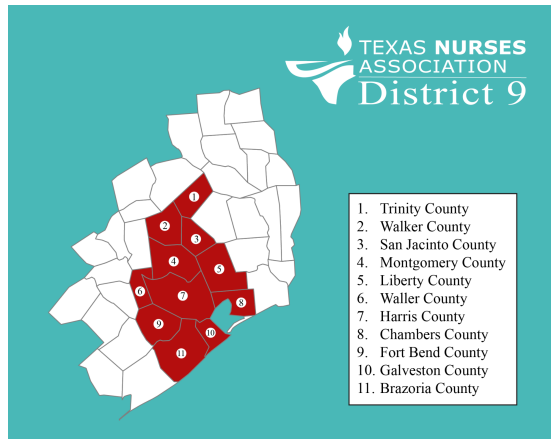 TEXAS NURSES
ASSOCIATION
District 9
1
2
3
4
5
6
7
8
9
10
11
1. Trinity County
2. Walker County
3. San Jacinto County
4. Montgomery County
5. Liberty County
6. Waller County
7. Harris County
8. Chambers County
9. Fort Bend County
10. Galveston County
11. Brazoria County